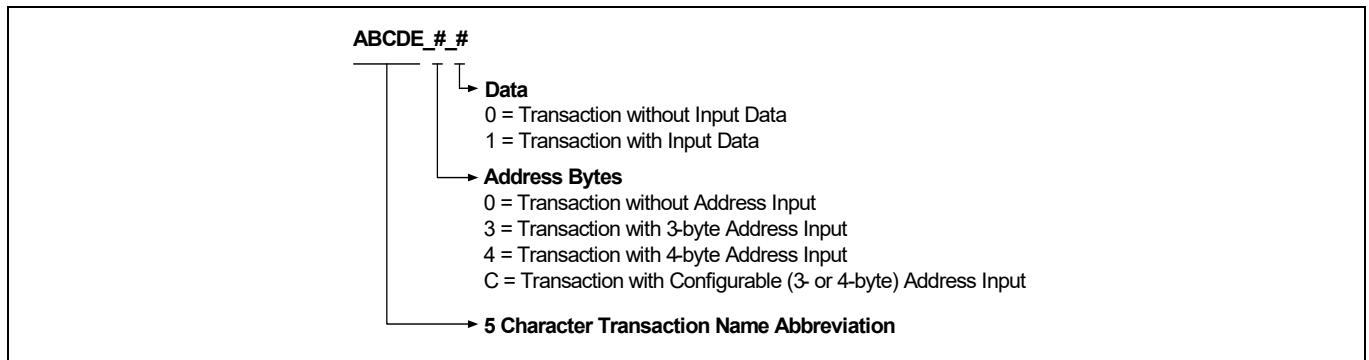 ABCDE_#_#
Data
0 = Transaction without Input Data
1 = Transaction with Input Data
Address Bytes
0 = Transaction without Address Input
3 = Transaction with 3-byte Address Input
4 = Transaction with 4-byte Address Input
C = Transaction with Configurable (3- or 4-byte) Address Input
5 Character Transaction Name Abbreviation